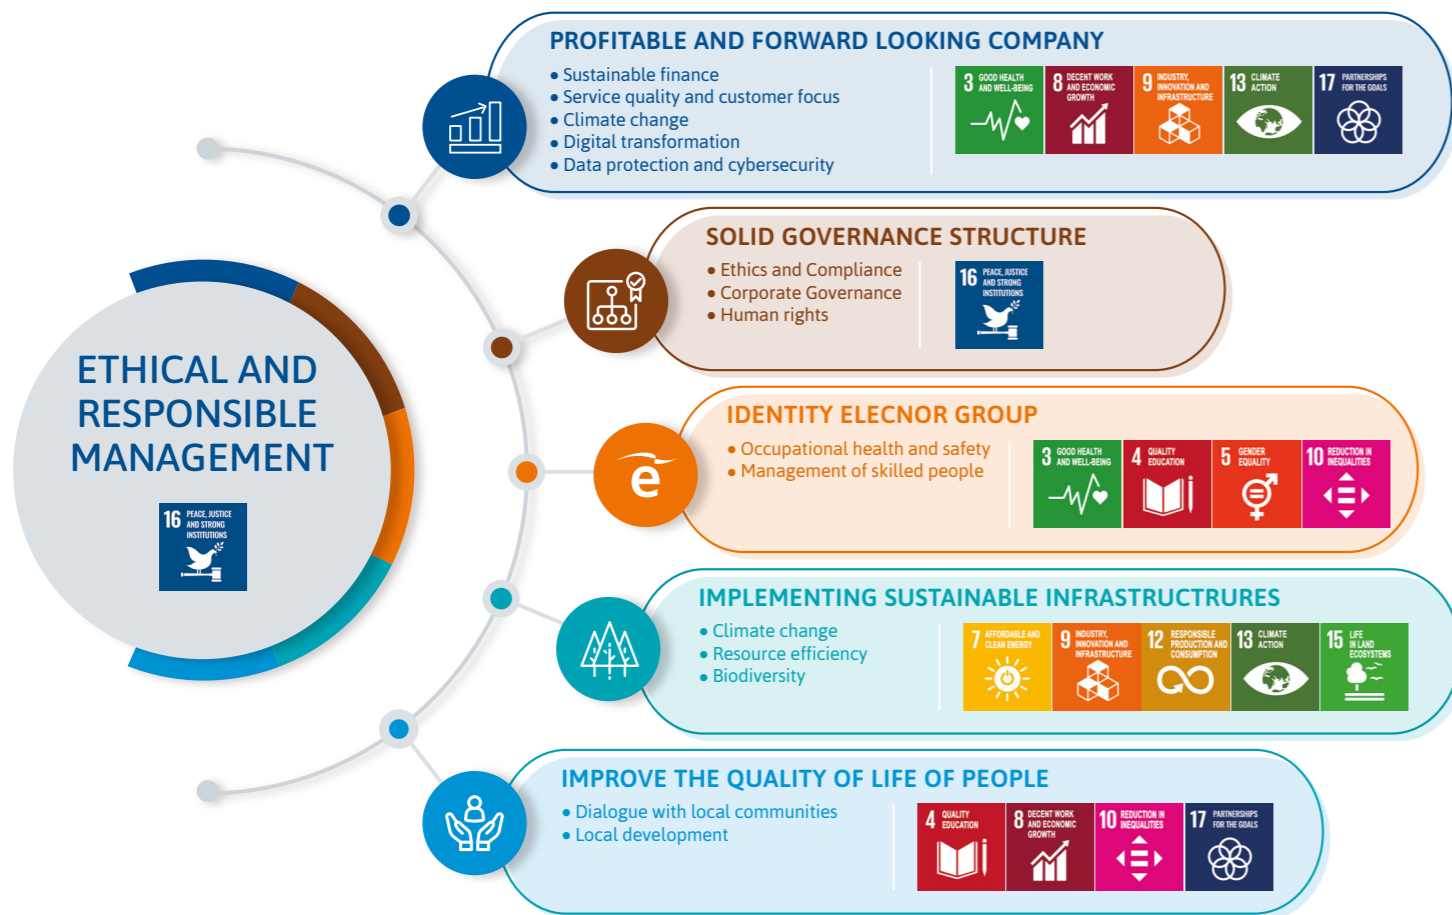 PROFITABLE AND FORWARD LOOKING COMPANY
• Sustainable finance
• Service quality and customer focus
• Climate change
• Digital transformation
• Data protection and cybersecurity
3 GOOD HEALTH
AND WELL-BEING
8 DECENT WORK
AND ECONOMIC
GROWTH
9 INDUSTRY,
INNOVATION AND
INFRASTRUCTURE
13 CLIMATE
ACTION
17 PARTNERSHIPS
FOR THE GOALS
SOLID GOVERNANCE STRUCTURE
• Ethics and Compliance
• Corporate Governance
• Human rights
16 PEACE, JUSTICE
AND STRONG
INSTITUTIONS
ETHICAL AND
RESPONSIBLE
MANAGEMENT
16 PEACE, JUSTICE
AND STRONG
INSTITUTIONS
e
IDENTITY ELECNOR GROUP
• Occupational health and safety
• Management of skilled people
3 GOOD HEALTH
AND WELL-BEING
4 QUALITY
EDUCATION
5 GENDER
EQUALITY
10 REDUCTION IN
INEQUALITIES
IMPLEMENTING SUSTAINABLE INFRASTRUCTRURES
• Climate change
• Resource efficiency
• Biodiversity
7 AFFORDABLE AND
CLEAN ENERGY
9 INDUSTRY,
INNOVATION AND
INFRASTRUCTURE
12 RESPONSIBLE
PRODUCTION AND
CONSUMPTION
13 CLIMATE
ACTION
15 LIFE
IN LAND
ECOSYSTEMS
IMPROVE THE QUALITY OF LIFE OF PEOPLE
• Dialogue with local communities
• Local development
4 QUALITY
EDUCATION
8 DECENT WORK
AND ECONOMIC
GROWTH
10 REDUCTION IN
INEQUALITIES
17 PARTNERSHIPS
FOR THE GOALS